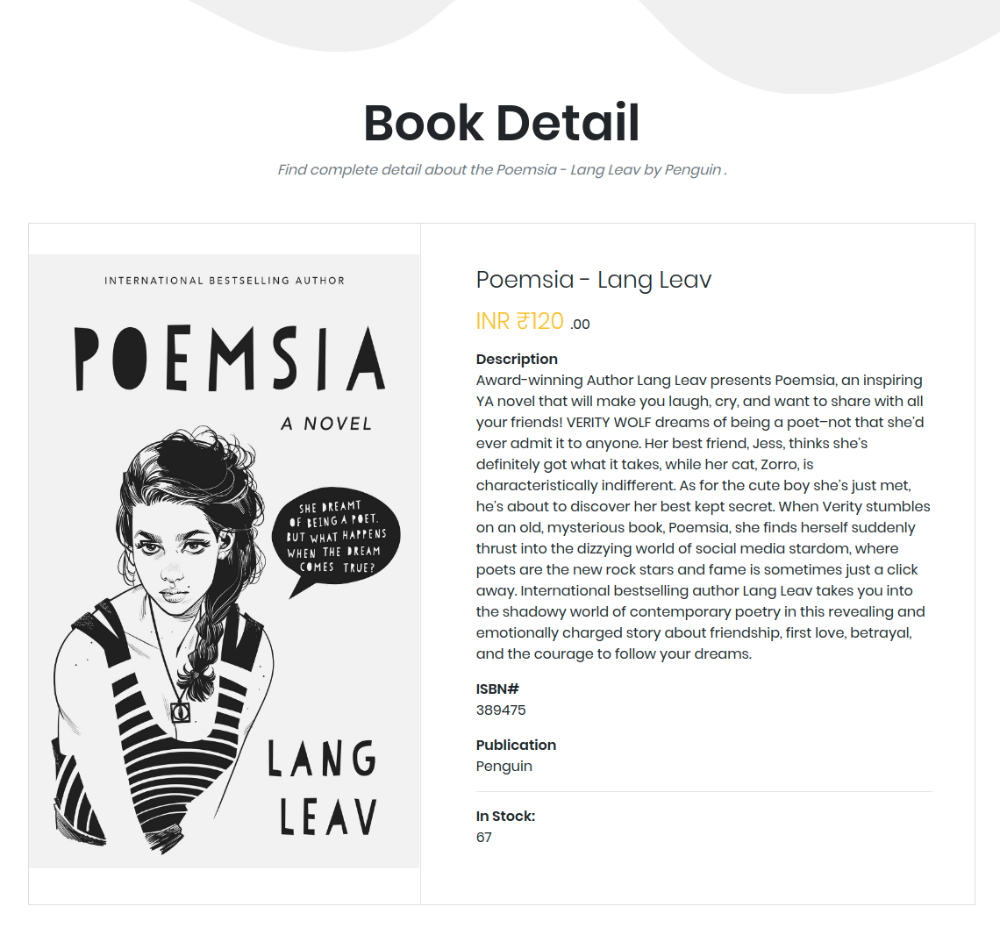 Book Detail
Find complete detail about the Poemsia - Lang Leav by Penguin .
INTERNATIONAL BESTSELLING AUTHOR
POEMSIA
A NOVEL
SHE DREAMT
OF BEING A POET.
BUT WHAT HAPPENS
WHEN THE DREAM
COMES TRUE?
LANG
LEAV
Poemsia - Lang Leav
INR ₹120 .00
Description
Award-winning Author Lang Leav presents Poemsia, an inspiring
YA novel that will make you laugh, cry, and want to share with all
your friends! VERITY WOLF dreams of being a poet–not that she’d
ever admit it to anyone. Her best friend, Jess, thinks she’s
definitely got what it takes, while her cat, Zorro, is
characteristically indifferent. As for the cute boy she’s just met,
he’s about to discover her best kept secret. When Verity stumbles
on an old, mysterious book, Poemsia, she finds herself suddenly
thrust into the dizzying world of social media stardom, where
poets are the new rock stars and fame is sometimes just a click
away. International bestselling author Lang Leav takes you into
the shadowy world of contemporary poetry in this revealing and
emotionally charged story about friendship, first love, betrayal,
and the courage to follow your dreams.
ISBN#
389475
Publication
Penguin
In Stock:
67